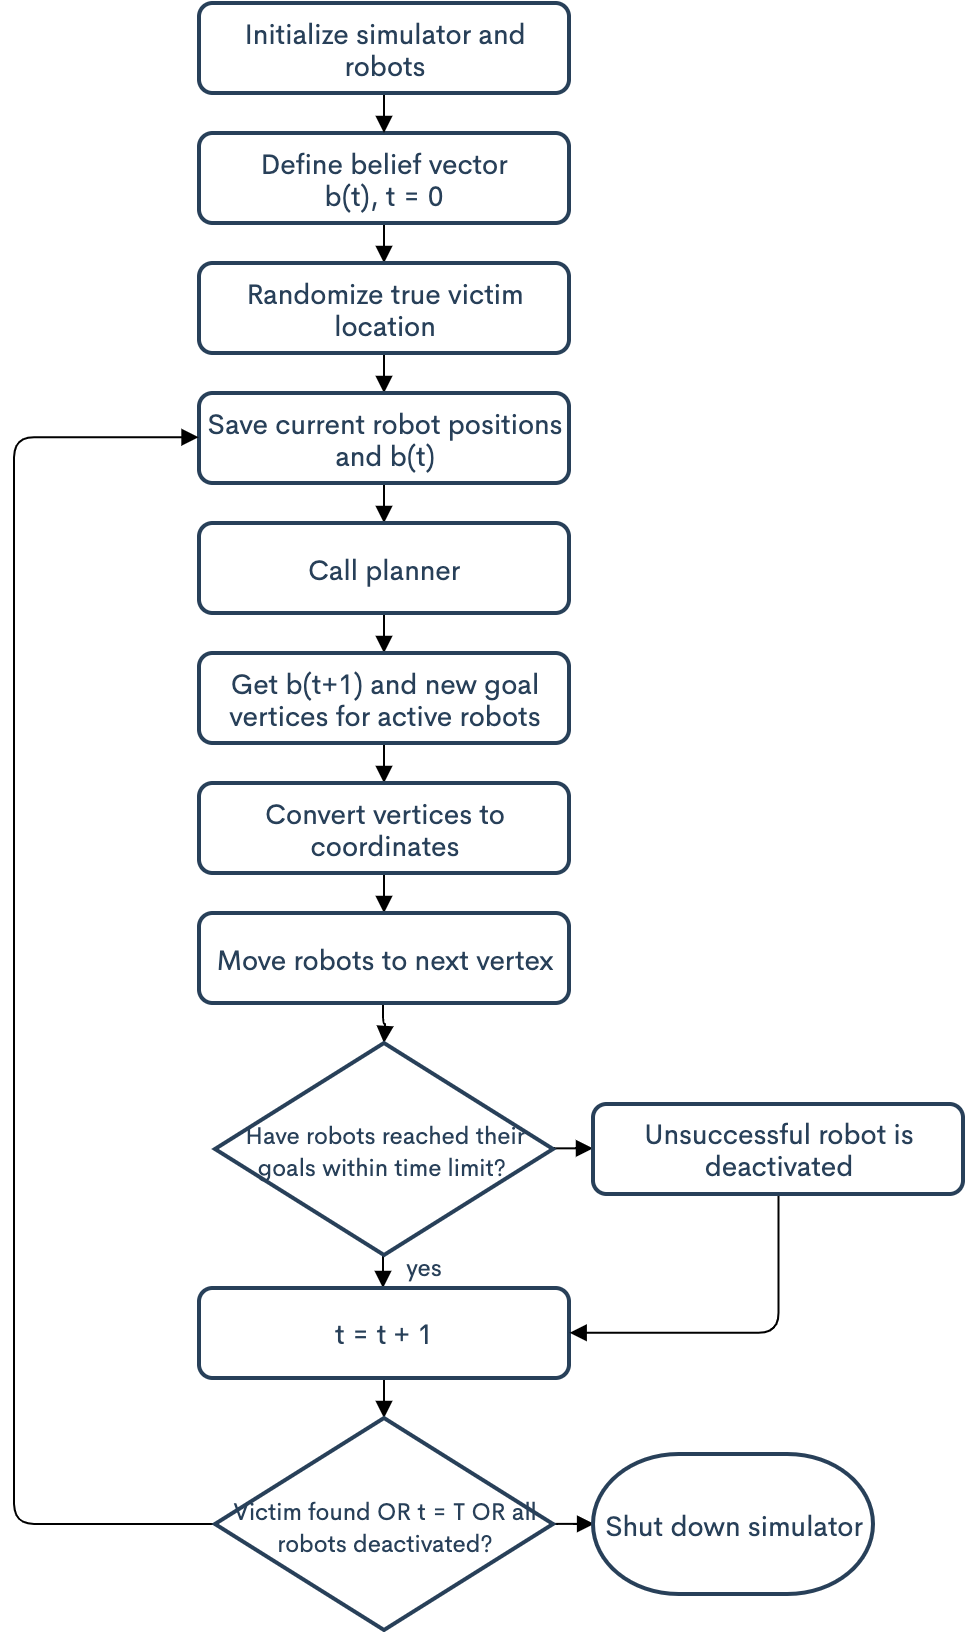 Initialize simulator and
robots
Define belief vector
b(t), t = 0
Randomize true victim
location
Save current robot positions
and b(t)
Call planner
Get b(t+1) and new goal
vertices for active robots
Convert vertices to
coordinates
Move robots to next vertex
Have robots reached their
goals within time limit?
Unsuccessful robot is
deactivated
yes
t = t + 1
Victim found OR t = T OR all
robots deactivated?
Shut down simulator